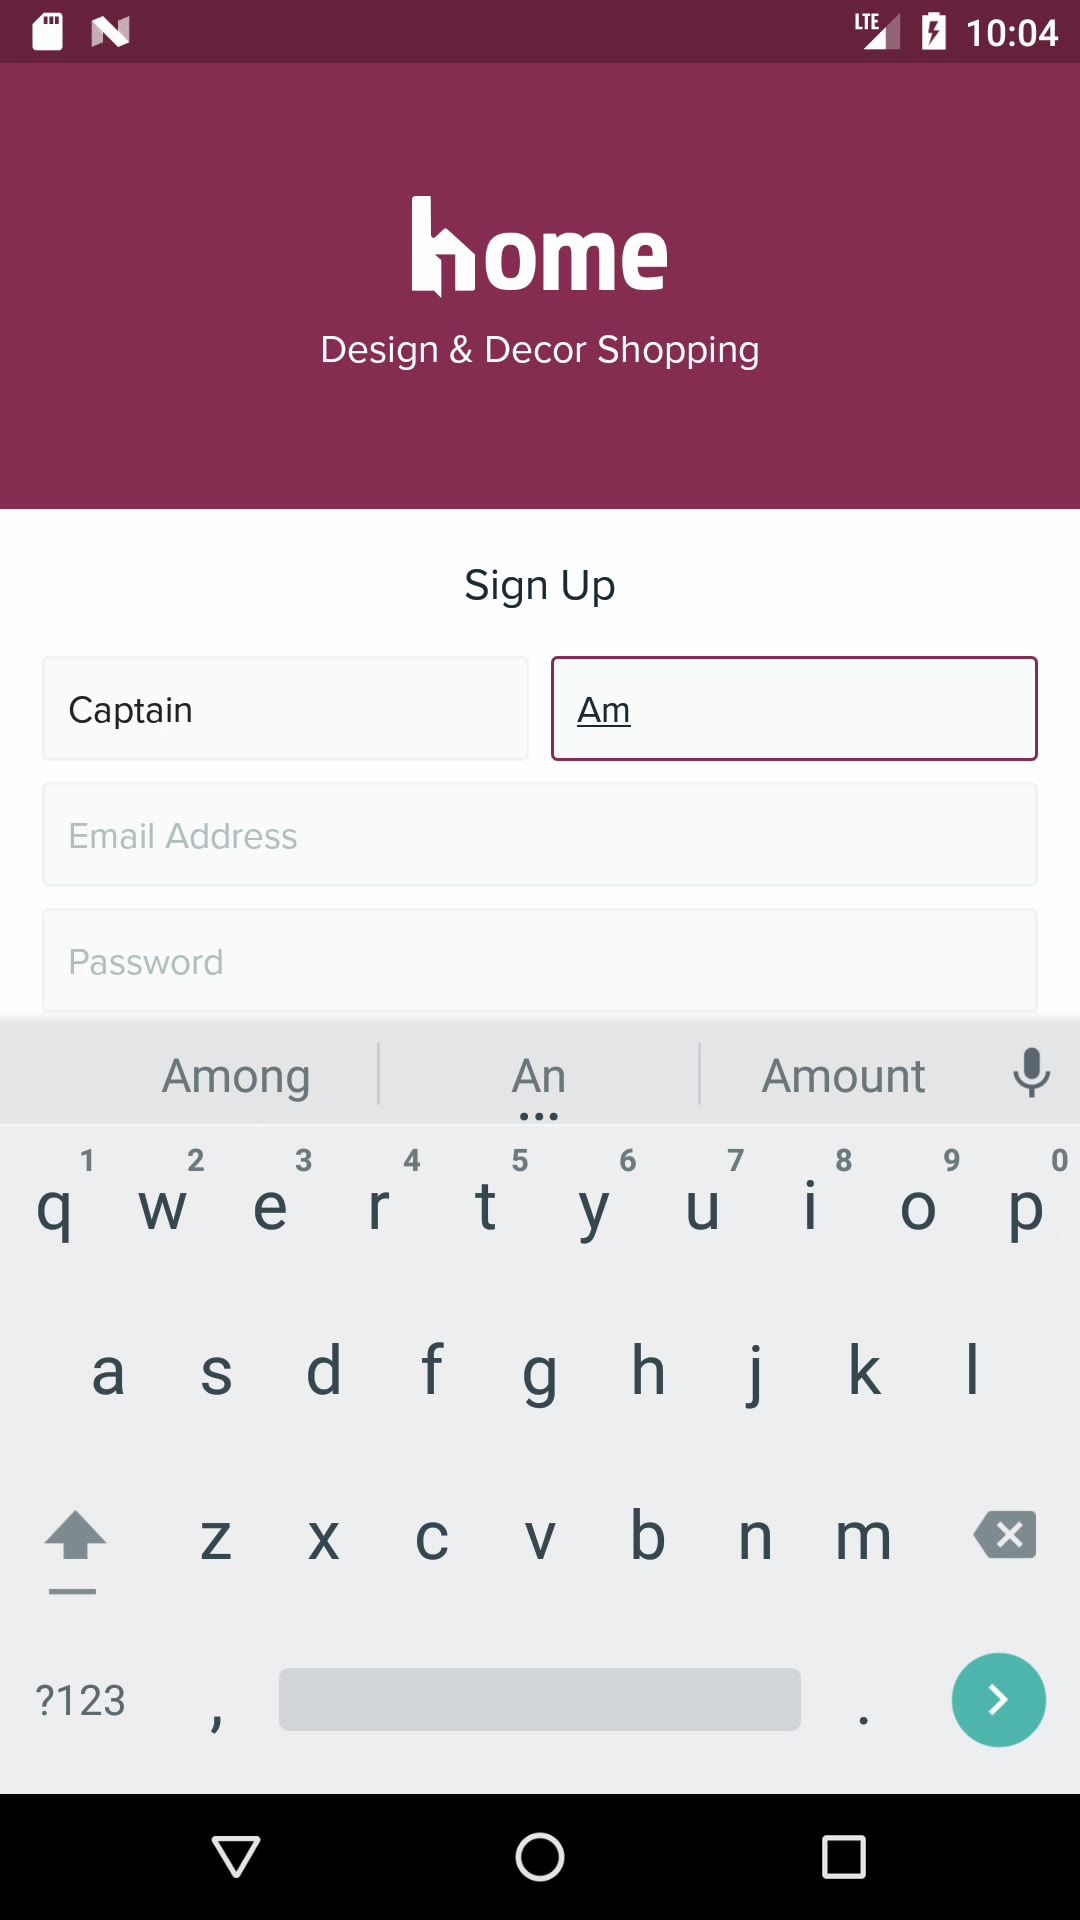 LTE 10:04
home
Design & Decor Shopping
Sign Up
Captain Am
Email Address
Password
Among An Amount
1 2 3 4 5 6 7 8 9 0
q w e r t y u i o p
a s d f g h j k l
z x c v b n m
?123 , .